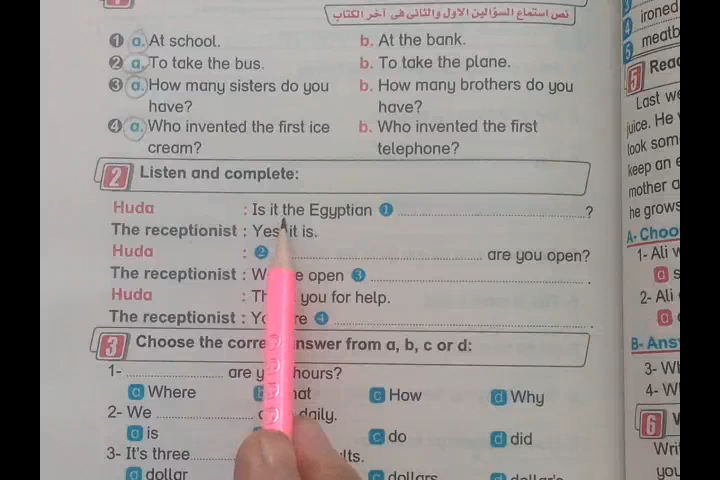 نص استماع السؤالين الأول والثانى فى آخر الكتاب
1 a. At school. b. At the bank.
2 a. To take the bus. b. To take the plane.
3 a. How many sisters do you have? b. How many brothers do you have?
4 a. Who invented the first ice cream? b. Who invented the first telephone?
2 Listen and complete:
Huda : Is it the Egyptian 1 ........................ ?
The receptionist : Yes it is.
Huda : 2 ........................ are you open?
The receptionist : open 3 ........................ .
Huda : you for help.
The receptionist : 4 ........................ .
3 Choose the answer from a, b, c or d:
1- ............ are hours?
a Where b c How d Why
2- We ............ daily.
a is c do d did
3- It's three
a dollar c dollars d dollar's
4 ironed
5 meatb
5 Rea
Last we
juice. He
look som
keep an e
mother a
he grows
A- Choo
1- Ali
a s
2- Ali
a
B- Ans
3- Wh
4- W
6
Wri
you